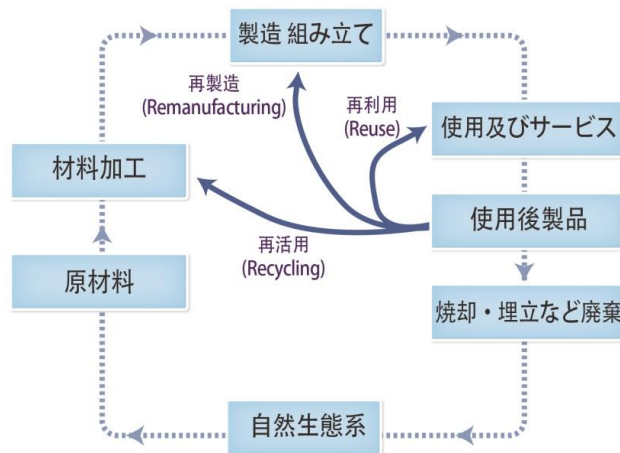 製造 組み立て
再製造
(Remanufacturing)
再利用
(Reuse)
使用及びサービス
材料加工
使用後製品
再活用
(Recycling)
原材料
焼却・埋立など廃棄
自然生態系